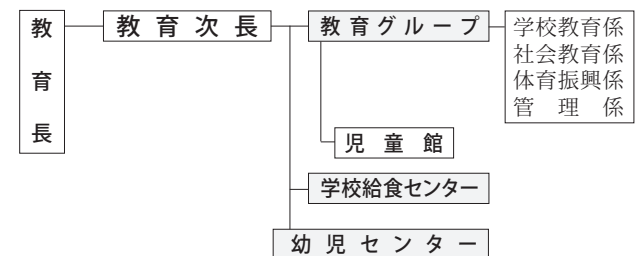 教育長
教育次長
教育グループ
学校教育係
社会教育係
体育振興係
管理係
児童館
学校給食センター
幼児センター